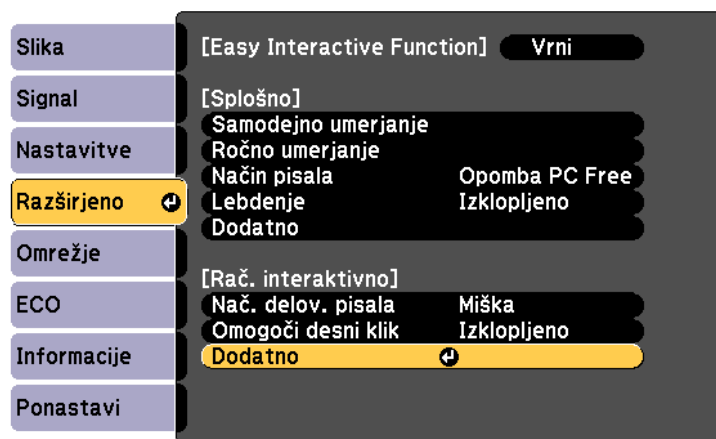 Slika
Signal
Nastavitve
Razširjeno
Omrežje
ECO
Informacije
Ponastavi
[Easy Interactive Function] Vrni
[Splošno]
Samodejno umerjanje
Ročno umerjanje
Način pisala Opomba PC Free
Lebdenje Izklopljeno
Dodatno
[Rač. interaktivno]
Nač. delov. pisala Miška
Omogoči desni klik Izklopljeno
Dodatno